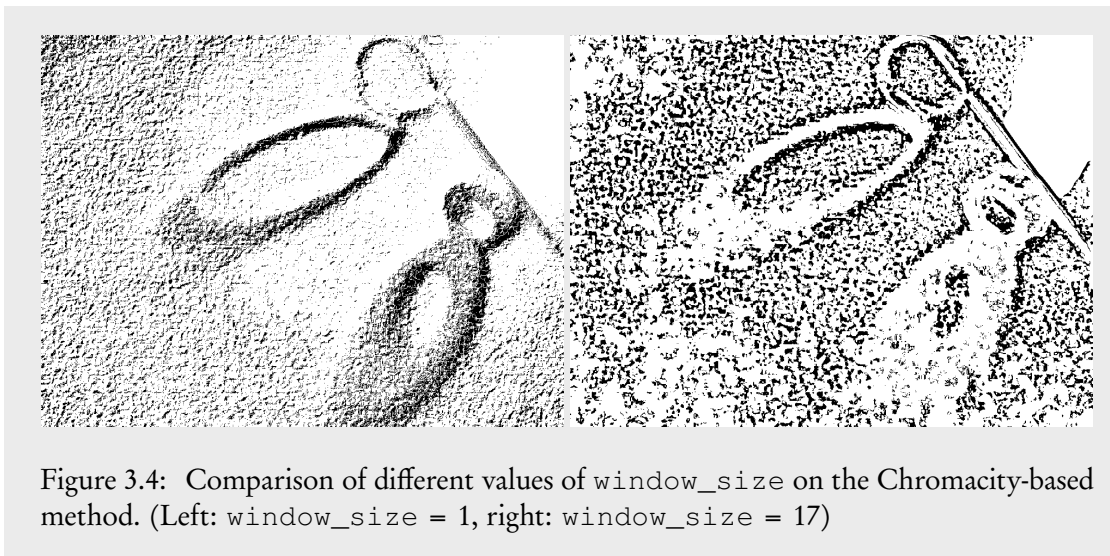 Figure 3.4: Comparison of different values of window_size on the Chromacity-based
method. (Left: window_size = 1, right: window_size = 17)